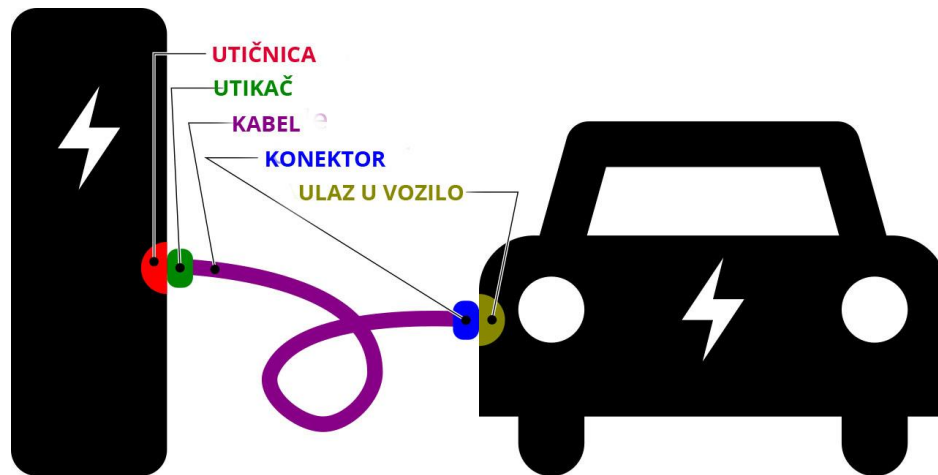 UTIČNICA
UTIKAČ
KABEL
KONEKTOR
ULAZ U VOZILO